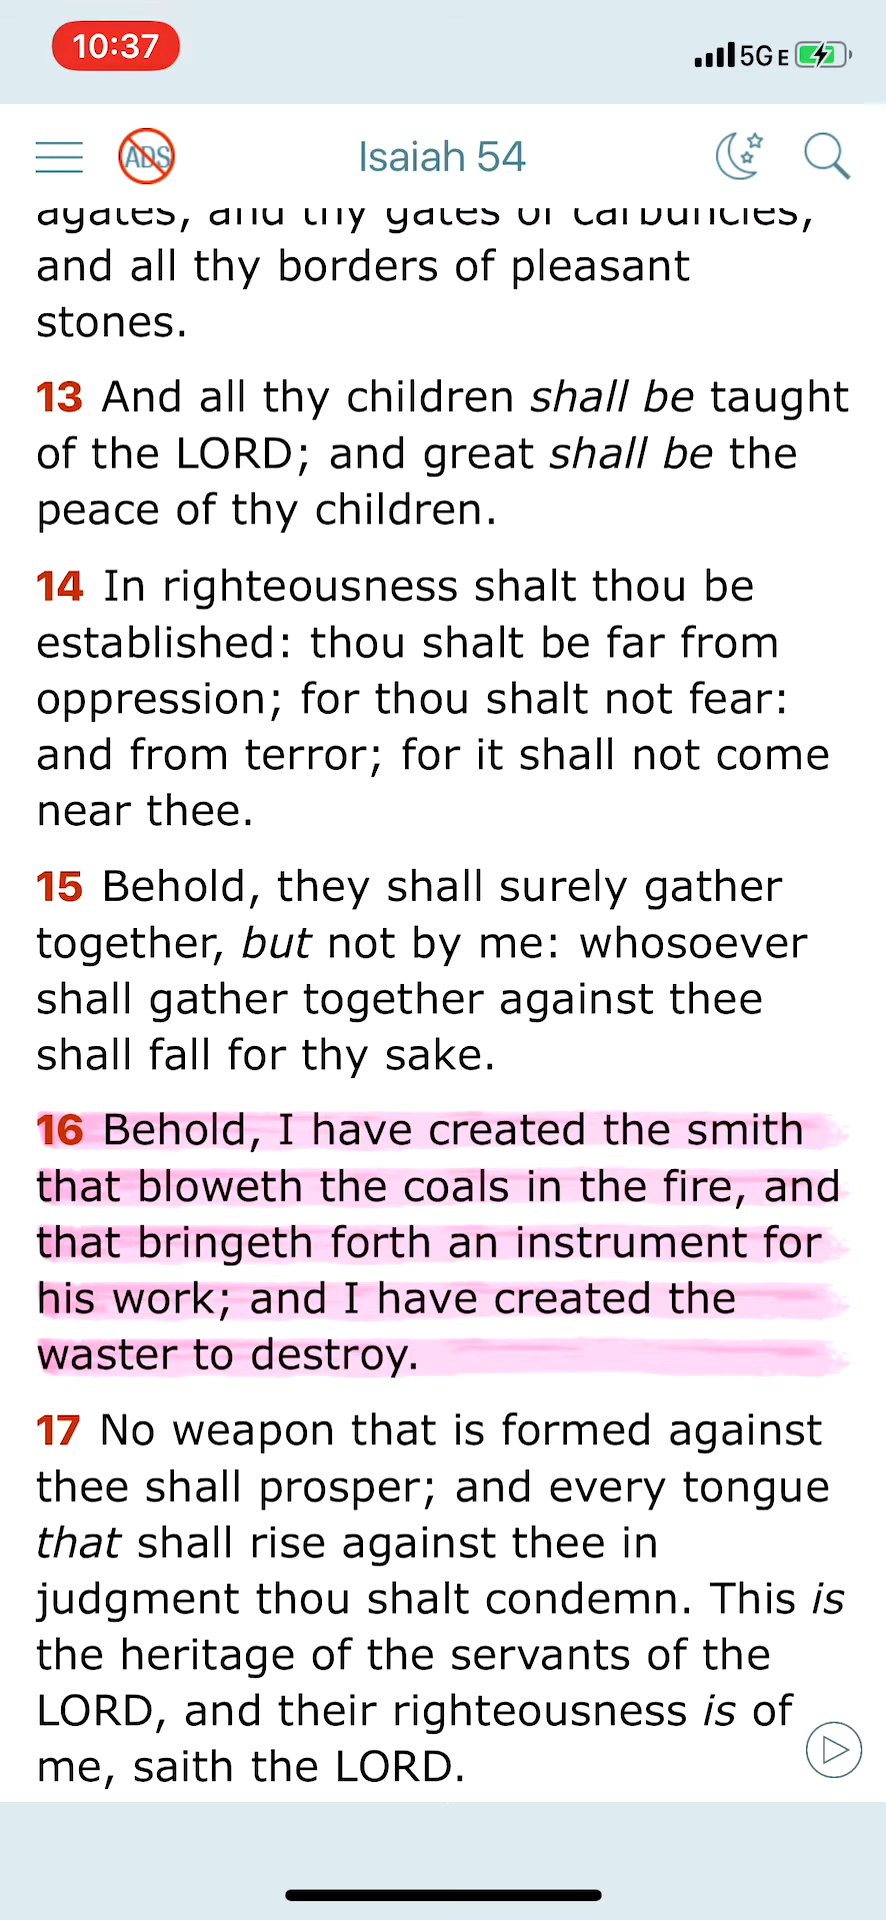 10:37
5GE
ADS
Isaiah 54
agates, and thy gates of carbuncles,
and all thy borders of pleasant
stones.
13 And all thy children shall be taught
of the LORD; and great shall be the
peace of thy children.
14 In righteousness shalt thou be
established: thou shalt be far from
oppression; for thou shalt not fear:
and from terror; for it shall not come
near thee.
15 Behold, they shall surely gather
together, but not by me: whosoever
shall gather together against thee
shall fall for thy sake.
16 Behold, I have created the smith
that bloweth the coals in the fire, and
that bringeth forth an instrument for
his work; and I have created the
waster to destroy.
17 No weapon that is formed against
thee shall prosper; and every tongue
that shall rise against thee in
judgment thou shalt condemn. This is
the heritage of the servants of the
LORD, and their righteousness is of
me, saith the LORD.